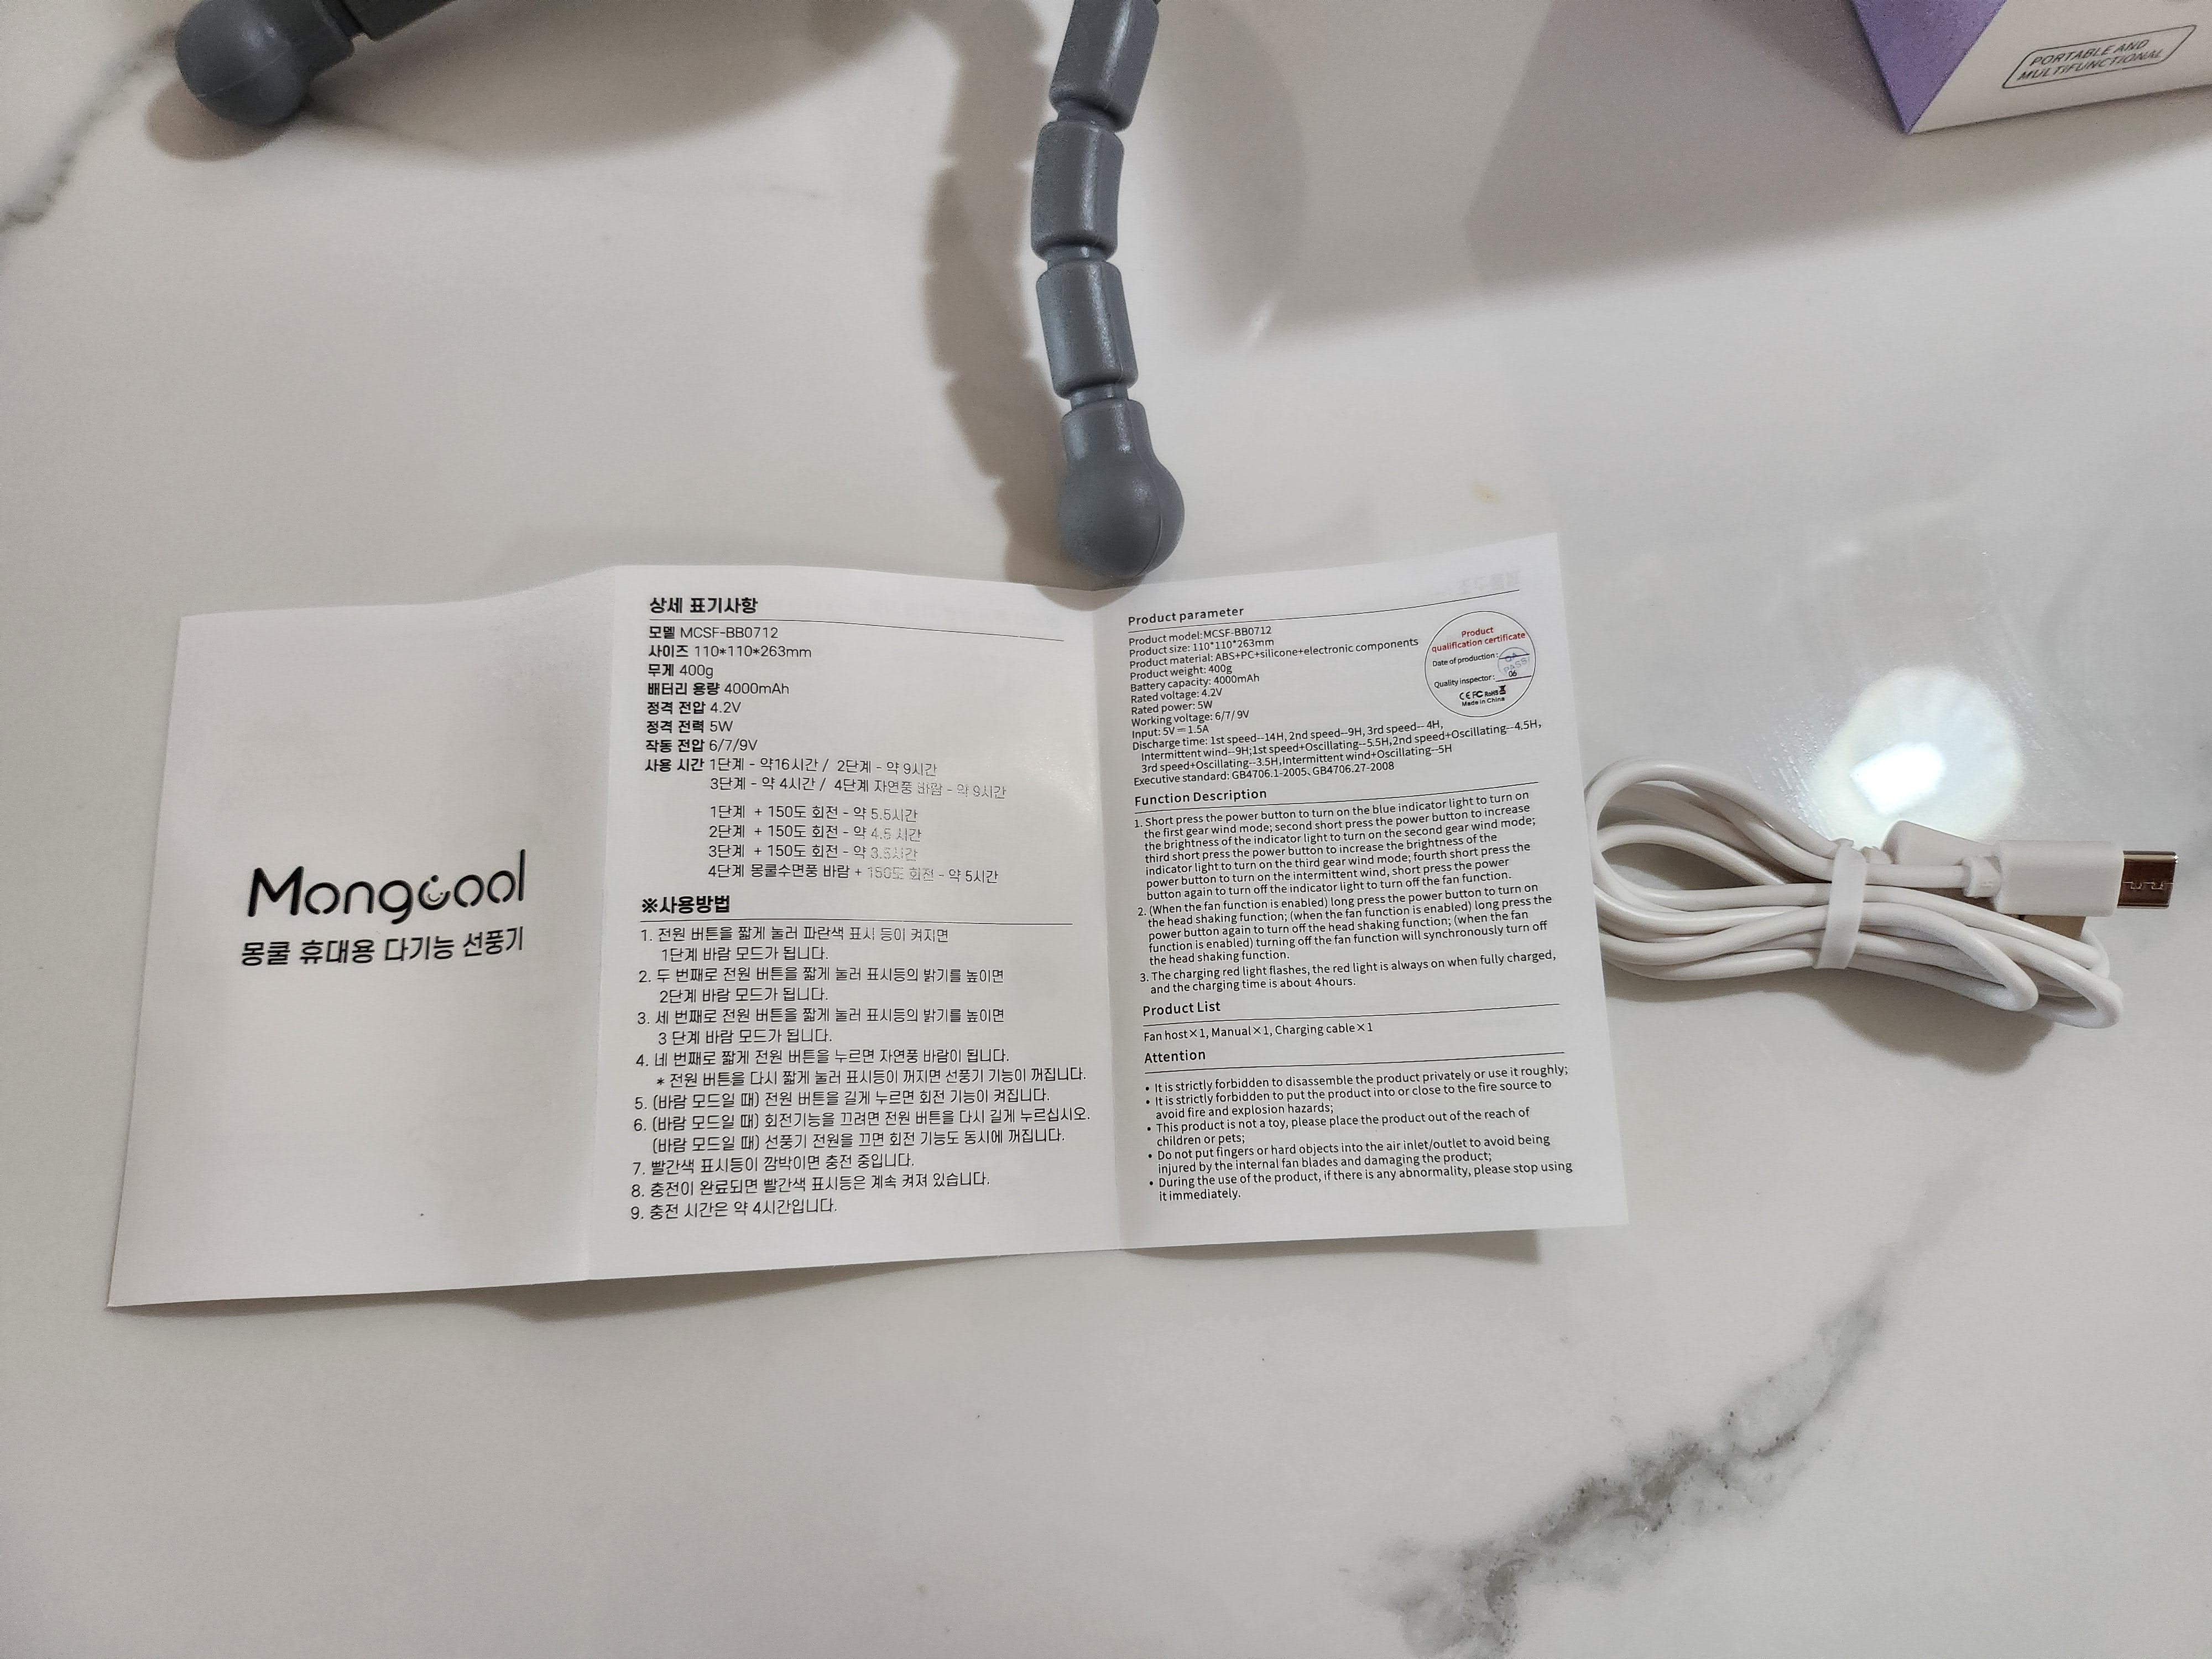 PORTABLE AND
MULTIFUNCTIONAL
Mongcool
몽쿨 휴대용 다기능 선풍기
상세 표기사항
모델 MCSF-BB0712
사이즈 110*110*263mm
무게 400g
배터리 용량 4000mAh
정격 전압 4.2V
정격 전력 5W
작동 전압 6/7/9V
사용 시간 1단계 - 약16시간 / 2단계 - 약 9시간
3단계 - 약 4시간 / 4단계 자연풍 바람 - 약 9시간
1단계 + 150도 회전 - 약 5.5시간
2단계 + 150도 회전 - 약 4.5 시간
3단계 + 150도 회전 - 약 3.5시간
4단계 몽쿨수면풍 바람 + 150도 회전 - 약 5시간
※사용방법
1. 전원 버튼을 짧게 눌러 파란색 표시 등이 켜지면
1단계 바람 모드가 됩니다.
2. 두 번째로 전원 버튼을 짧게 눌러 표시등의 밝기를 높이면
2단계 바람 모드가 됩니다.
3. 세 번째로 전원 버튼을 짧게 눌러 표시등의 밝기를 높이면
3 단계 바람 모드가 됩니다.
4. 네 번째로 짧게 전원 버튼을 누르면 자연풍 바람이 됩니다.
* 전원 버튼을 다시 짧게 눌러 표시등이 꺼지면 선풍기 기능이 꺼집니다.
5. (바람 모드일 때) 전원 버튼을 길게 누르면 회전 기능이 켜집니다.
6. (바람 모드일 때) 회전기능을 끄려면 전원 버튼을 다시 길게 누르십시오.
(바람 모드일 때) 선풍기 전원을 끄면 회전 기능도 동시에 꺼집니다.
7. 빨간색 표시등이 깜박이면 충전 중입니다.
8. 충전이 완료되면 빨간색 표시등은 계속 켜져 있습니다.
9. 충전 시간은 약 4시간입니다.
Product parameter
Product model:MCSF-BB0712
Product size: 110*110*263mm
Product material: ABS+PC+silicone+electronic components
Product weight: 400g
Battery capacity: 4000mAh
Rated voltage: 4.2V
Rated power: 5W
Working voltage: 6/7/ 9V
Input: 5V = 1.5A
Discharge time: 1st speed--14H, 2nd speed--9H, 3rd speed-- 4H,
Intermittent wind--9H;1st speed+Oscillating--5.5H,2nd speed+Oscillating--4.5H,
3rd speed+Oscillating--3.5H,Intermittent wind+Oscillating--5H
Executive standard: GB4706.1-2005、GB4706.27-2008
Product
qualification certificate
Date of production:
QA
PASS
Quality inspector: 06
CE FC RoHS
Made in China
Function Description
1. Short press the power button to turn on the blue indicator light to turn on
the first gear wind mode; second short press the power button to increase
the brightness of the indicator light to turn on the second gear wind mode;
third short press the power button to increase the brightness of the
indicator light to turn on the third gear wind mode; fourth short press the
power button to turn on the intermittent wind, short press the power
button again to turn off the indicator light to turn off the fan function.
2. (When the fan function is enabled) long press the power button to turn on
the head shaking function; (when the fan function is enabled) long press the
power button again to turn off the head shaking function; (when the fan
function is enabled) turning off the fan function will synchronously turn off
the head shaking function.
3. The charging red light flashes, the red light is always on when fully charged,
and the charging time is about 4hours.
Product List
Fan host×1, Manual×1, Charging cable×1
Attention
• It is strictly forbidden to disassemble the product privately or use it roughly;
• It is strictly forbidden to put the product into or close to the fire source to
avoid fire and explosion hazards;
• This product is not a toy, please place the product out of the reach of
children or pets;
• Do not put fingers or hard objects into the air inlet/outlet to avoid being
injured by the internal fan blades and damaging the product;
• During the use of the product, if there is any abnormality, please stop using
it immediately.